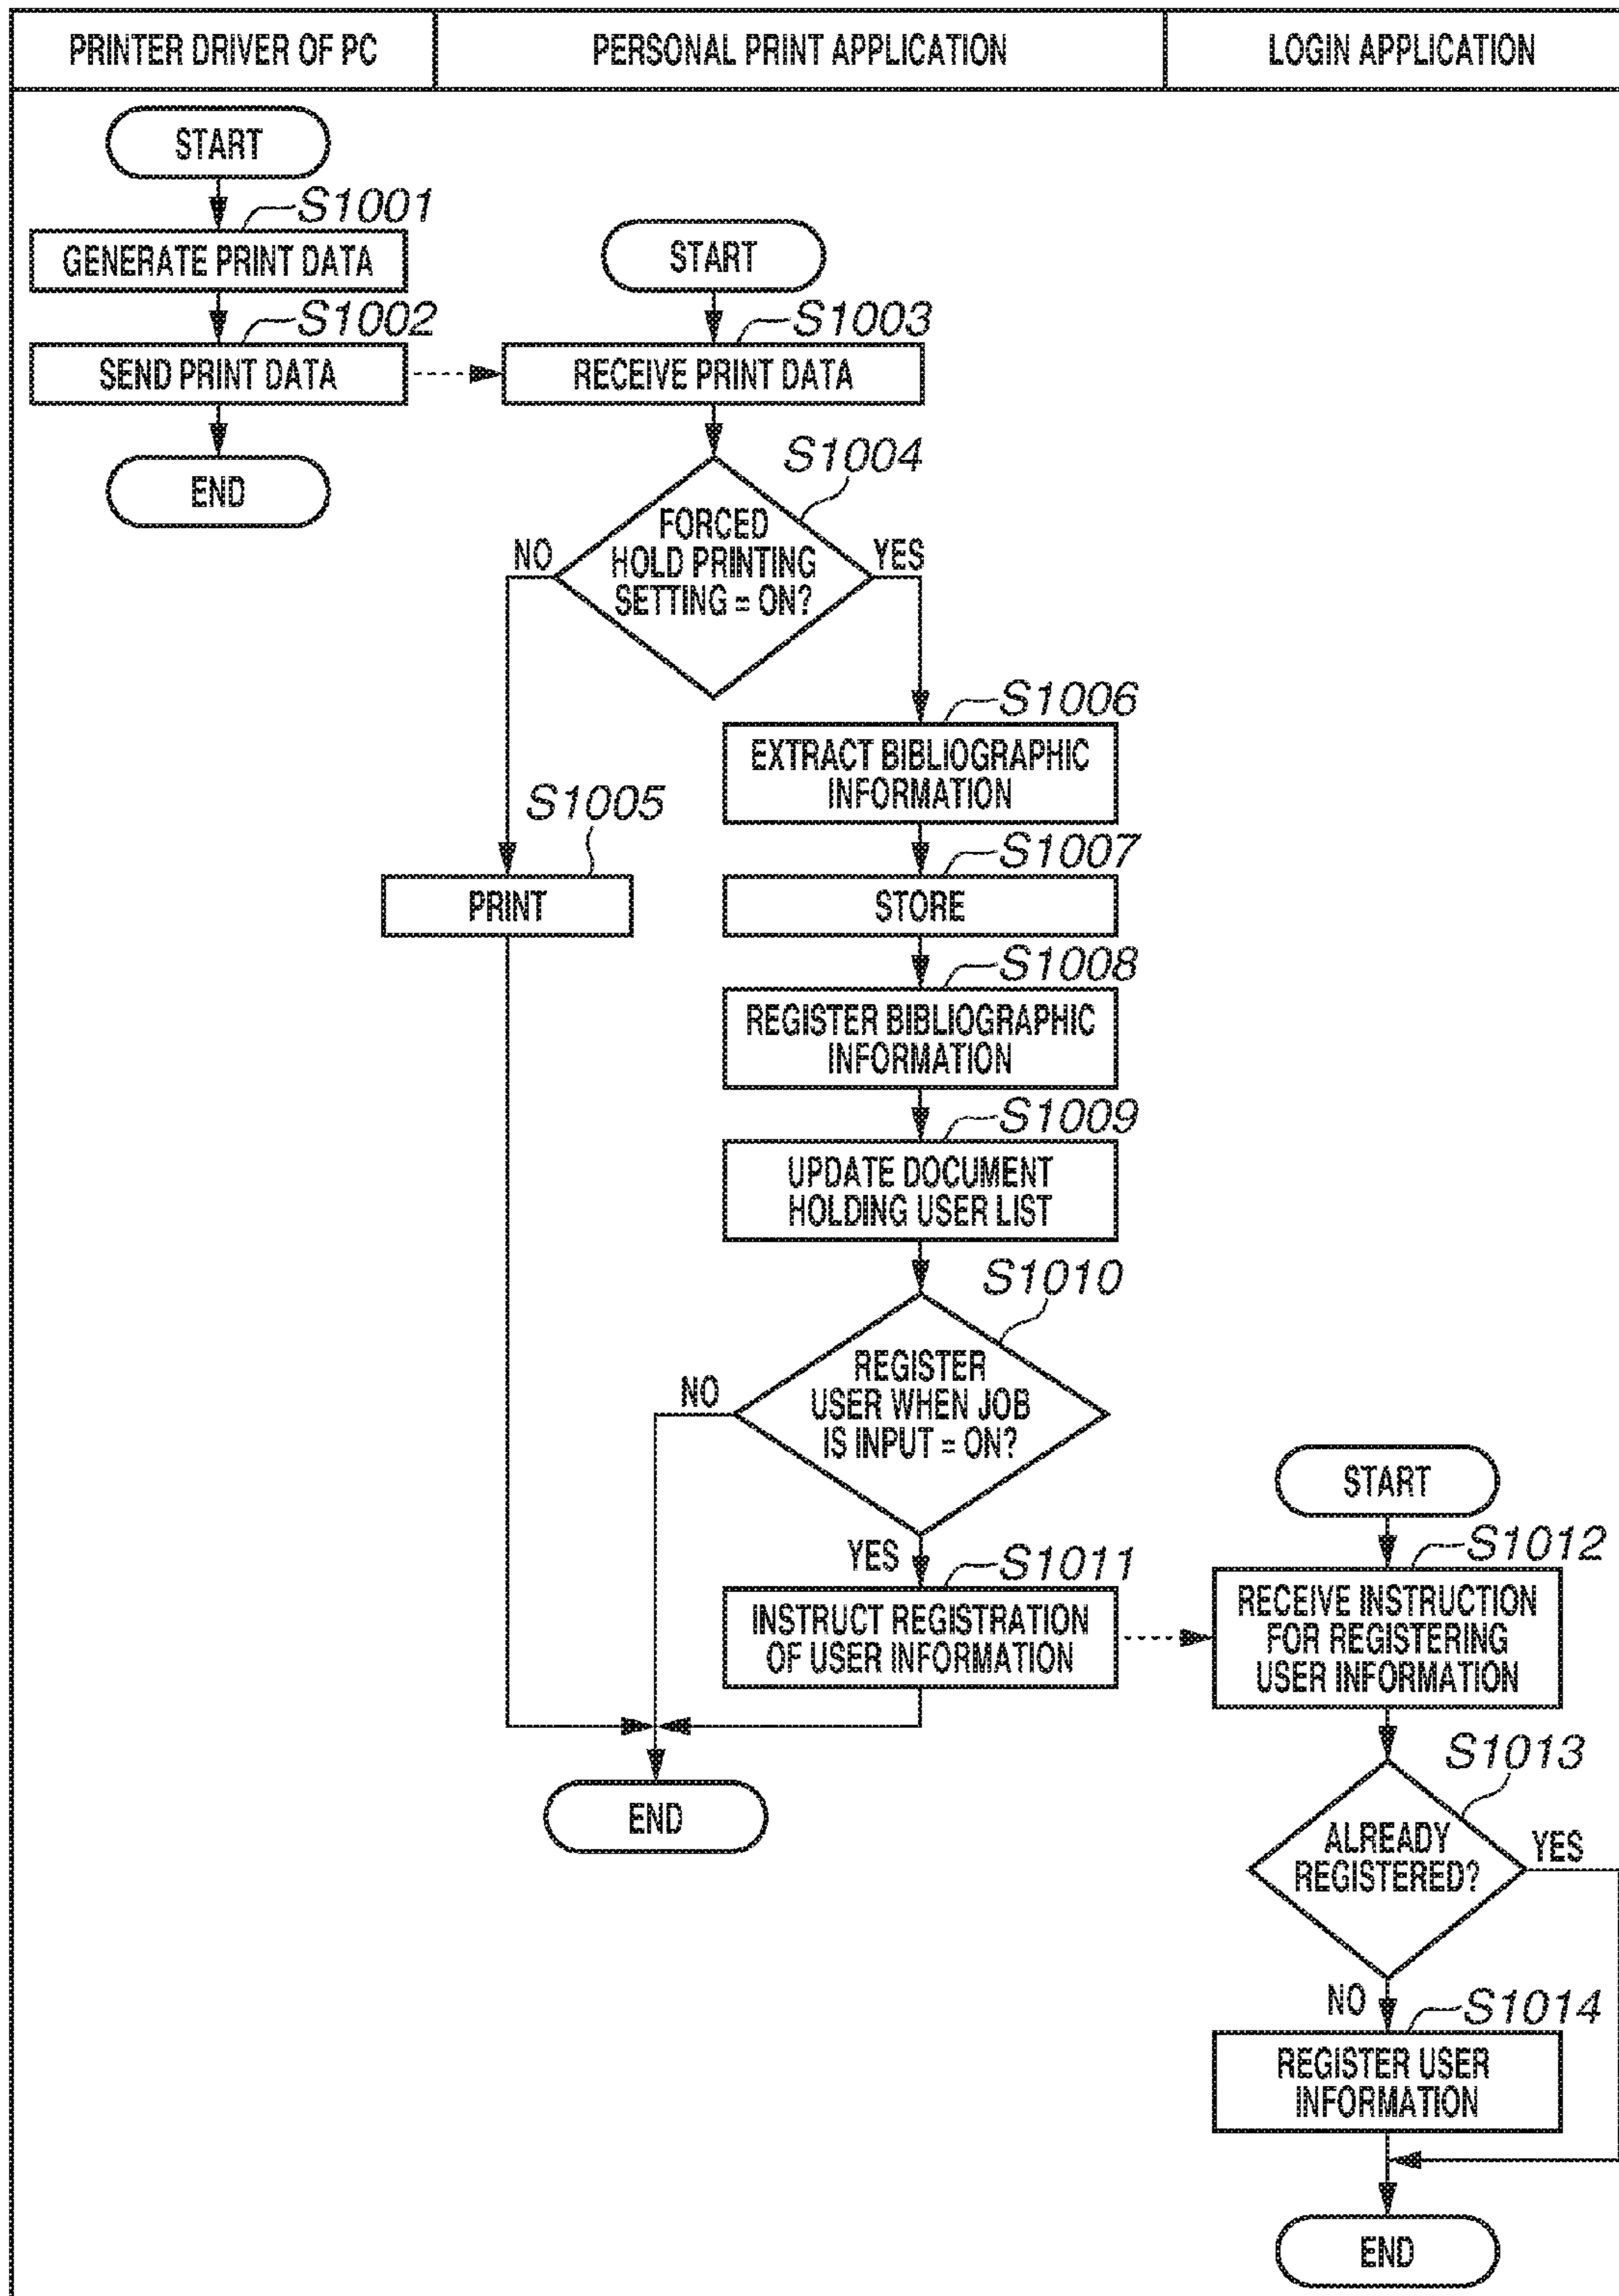 PRINTER DRIVER OF PC
PERSONAL PRINT APPLICATION
LOGIN APPLICATION
START
S1001
GENERATE PRINT DATA
S1002
SEND PRINT DATA
END
START
S1003
RECEIVE PRINT DATA
S1004
FORCED
HOLD PRINTING
SETTING = ON?
NO
YES
S1005
PRINT
S1006
EXTRACT BIBLIOGRAPHIC
INFORMATION
S1007
STORE
S1008
REGISTER BIBLIOGRAPHIC
INFORMATION
S1009
UPDATE DOCUMENT
HOLDING USER LIST
S1010
REGISTER
USER WHEN JOB
IS INPUT = ON?
NO
YES
S1011
INSTRUCT REGISTRATION
OF USER INFORMATION
END
START
S1012
RECEIVE INSTRUCTION
FOR REGISTERING
USER INFORMATION
S1013
ALREADY
REGISTERED?
YES
NO
S1014
REGISTER USER
INFORMATION
END